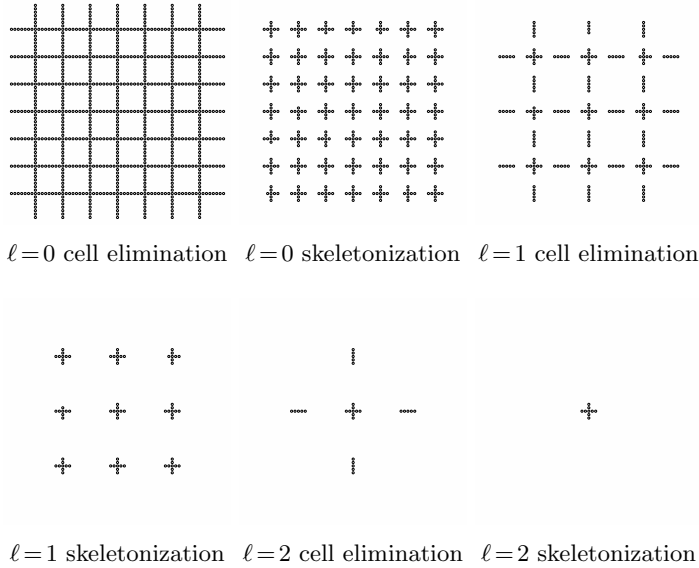 ℓ=0 cell elimination ℓ=0 skeletonization ℓ=1 cell elimination
ℓ=1 skeletonization ℓ=2 cell elimination ℓ=2 skeletonization